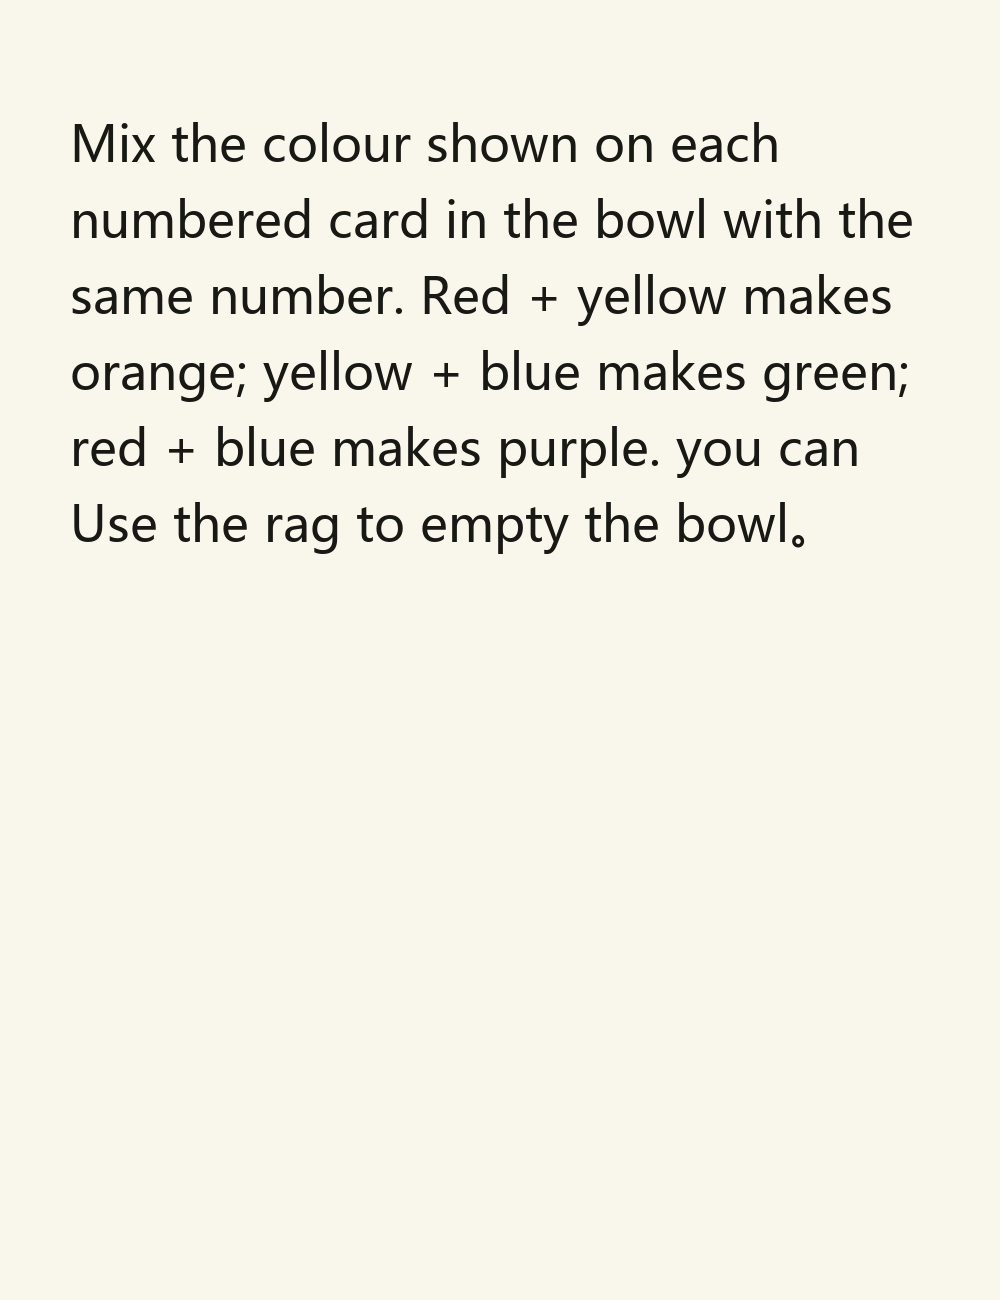 Mix the colour shown on each
numbered card in the bowl with the
same number. Red + yellow makes
orange; yellow + blue makes green;
red + blue makes purple. you can
Use the rag to empty the bowl。